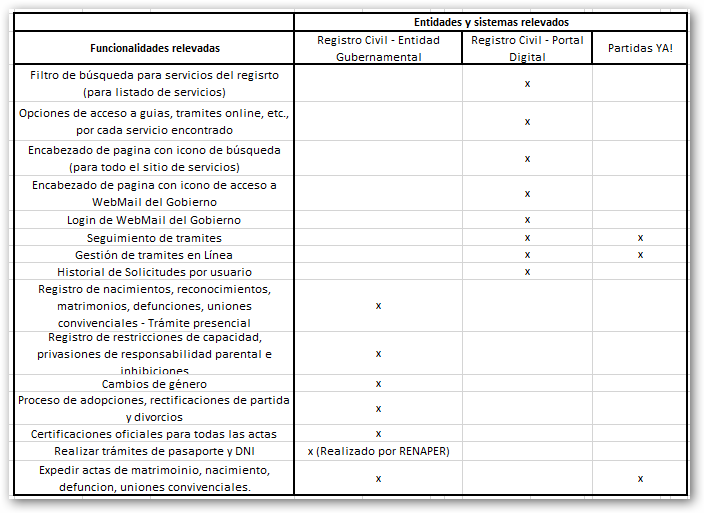 Entidades y sistemas relevados
Funcionalidades relevadas
Registro Civil - Entidad
Gubernamental
Registro Civil - Portal
Digital
Partidas YA!
Filtro de búsqueda para servicios del regisrto
(para listado de servicios)
x
Opciones de acceso a guias, tramites online, etc.,
por cada servicio encontrado
x
Encabezado de pagina con icono de búsqueda
(para todo el sitio de servicios)
x
Encabezado de pagina con icono de acceso a
WebMail del Gobierno
x
Login de WebMail del Gobierno
x
Seguimiento de tramites
x
x
Gestión de tramites en Línea
x
x
Historial de Solicitudes por usuario
x
Registro de nacimientos, reconocimientos,
matrimonios, defunciones, uniones
convivenciales - Trámite presencial
x
Registro de restricciones de capacidad,
privasiones de responsabilidad parental e
inhibiciones
x
Cambios de género
x
Proceso de adopciones, rectificaciones de partida
y divorcios
x
Certificaciones oficiales para todas las actas
x
Realizar trámites de pasaporte y DNI
x (Realizado por RENAPER)
Expedir actas de matrimoinio, nacimiento,
defuncion, uniones convivenciales.
x
x